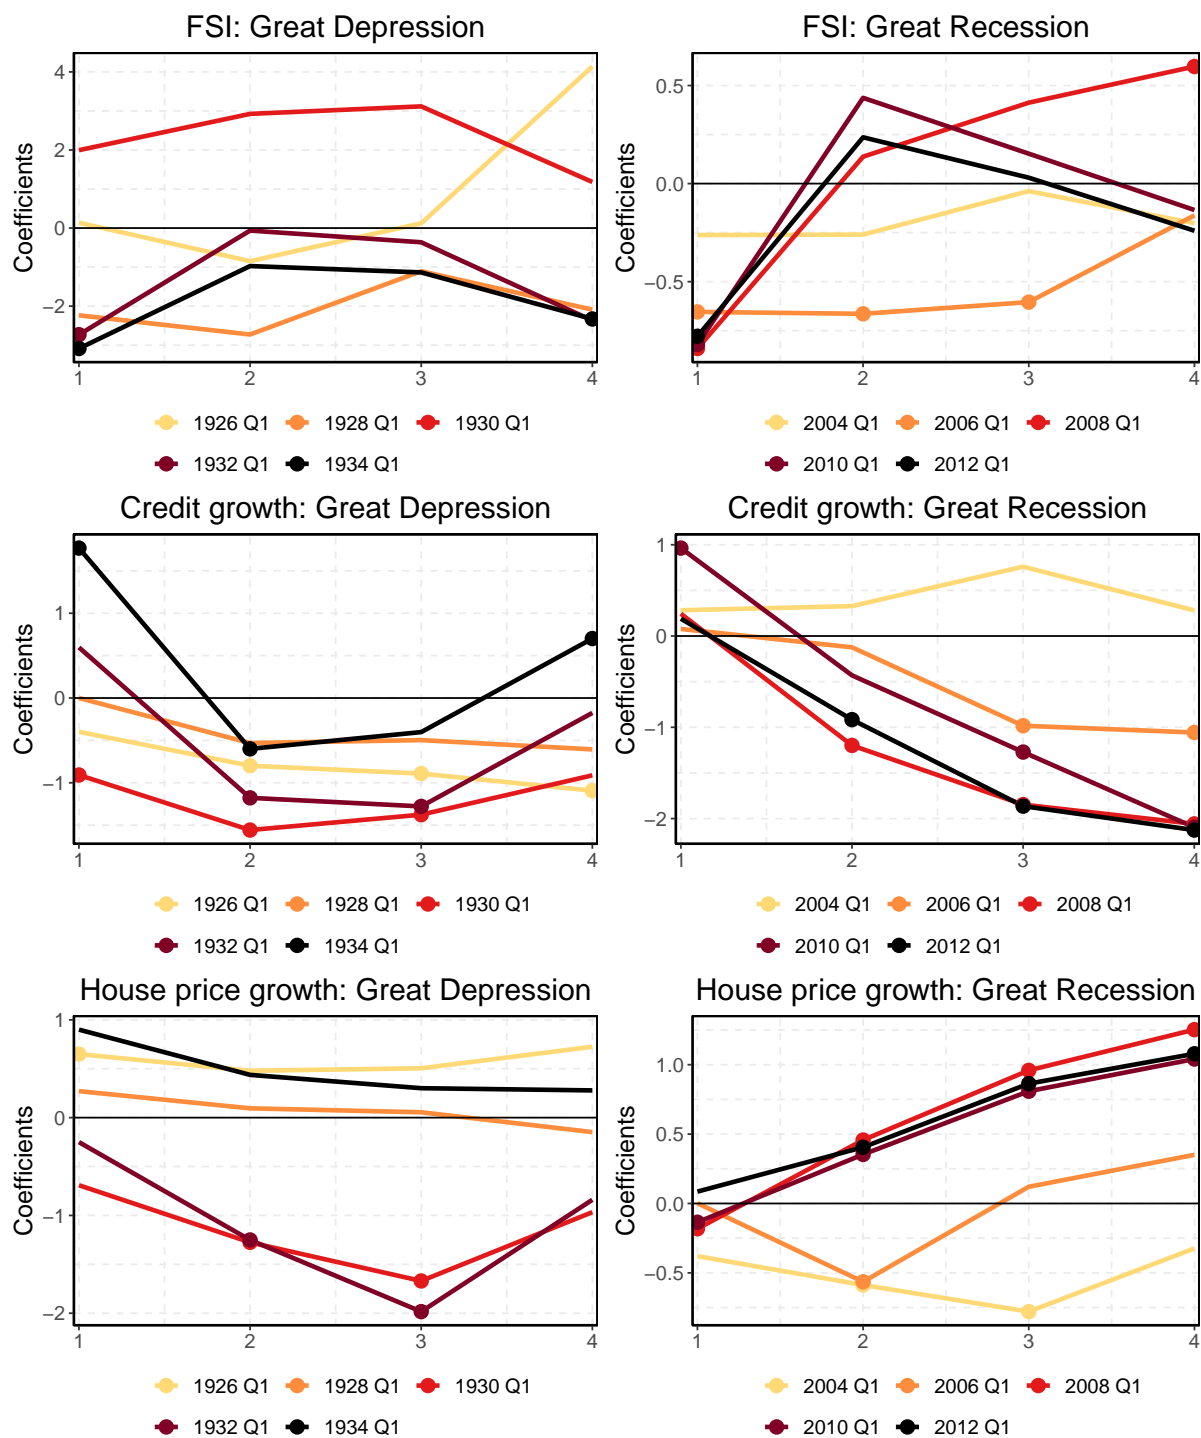 FSI: Great Depression
Coefficients
4
2
0
−2
1 2 3 4
1926 Q1 1928 Q1 1930 Q1
1932 Q1 1934 Q1
FSI: Great Recession
Coefficients
0.5
0.0
−0.5
1 2 3 4
2004 Q1 2006 Q1 2008 Q1
2010 Q1 2012 Q1
Credit growth: Great Depression
Coefficients
1
0
−1
1 2 3 4
1926 Q1 1928 Q1 1930 Q1
1932 Q1 1934 Q1
Credit growth: Great Recession
Coefficients
1
0
−1
−2
1 2 3 4
2004 Q1 2006 Q1 2008 Q1
2010 Q1 2012 Q1
House price growth: Great Depression
Coefficients
1
0
−1
−2
1 2 3 4
1926 Q1 1928 Q1 1930 Q1
1932 Q1 1934 Q1
House price growth: Great Recession
Coefficients
1.0
0.5
0.0
−0.5
1 2 3 4
2004 Q1 2006 Q1 2008 Q1
2010 Q1 2012 Q1